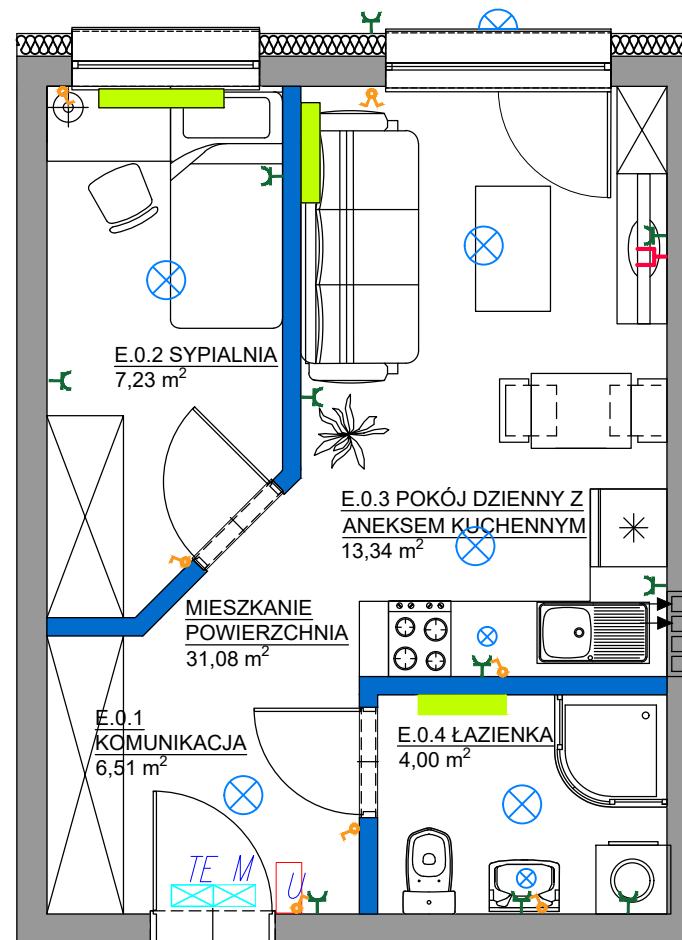 E.0.2 SYPIALNIA
7,23 m²
E.0.3 POKÓJ DZIENNY Z
ANEKSEM KUCHENNYM
13,34 m²
MIESZKANIE
POWIERZCHNIA
31,08 m²
E.0.1
KOMUNIKACJA
6,51 m²
E.0.4 ŁAZIENKA
4,00 m²
TE M U